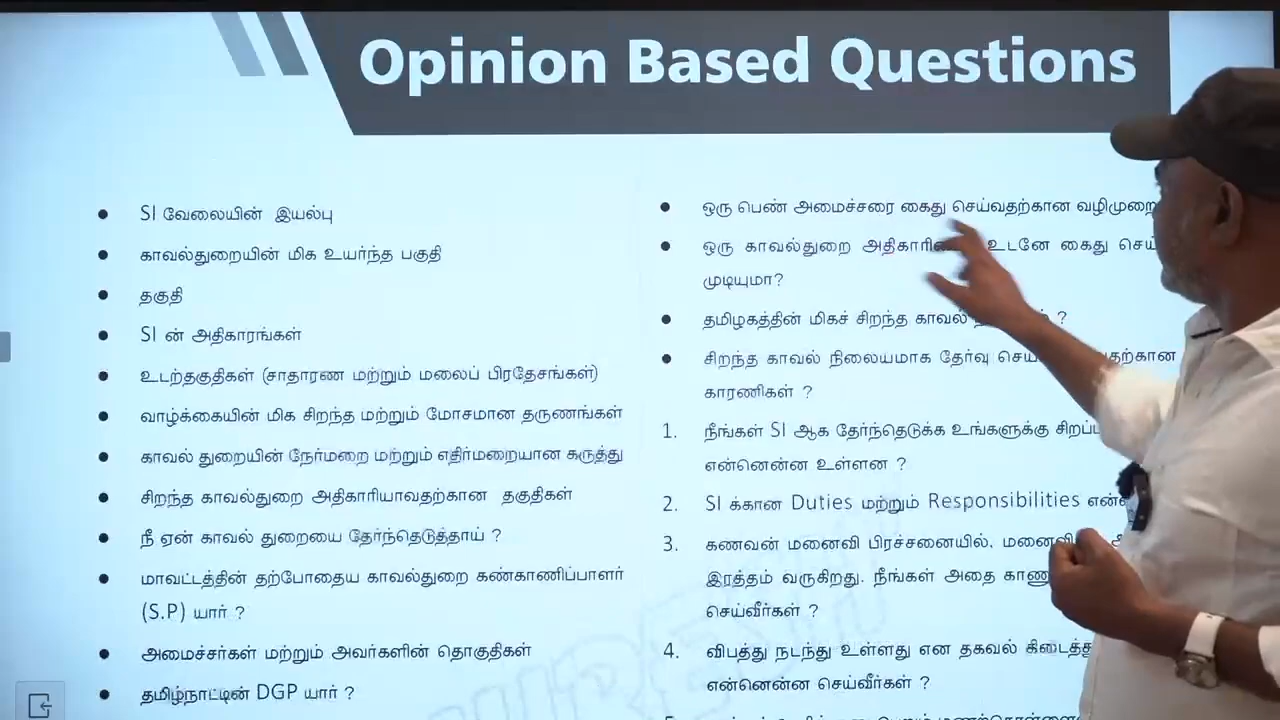 Opinion Based Questions
• SI வேலையின் இயல்பு
• காவல்துறையின் மிக உயர்ந்த பகுதி
• தகுதி
• SI ன் அதிகாரங்கள்
• உடற்தகுதிகள் (சாதாரண மற்றும் மலைப் பிரதேசங்கள்)
• வாழ்க்கையின் மிக சிறந்த மற்றும் மோசமான தருணங்கள்
• காவல் துறையின் நேர்மறை மற்றும் எதிர்மறையான கருத்து
• சிறந்த காவல்துறை அதிகாரியாவதற்கான தகுதிகள்
• நீ ஏன் காவல் துறையை தேர்ந்தெடுத்தாய் ?
• மாவட்டத்தின் தற்போதைய காவல்துறை கண்காணிப்பாளர்
(S.P) யார் ?
• அமைச்சர்கள் மற்றும் அவர்களின் தொகுதிகள்
• தமிழ்நாட்டின் DGP யார் ?
• ஒரு பெண் அமைச்சரை கைது செய்வதற்கான வழிமுறை
• ஒரு காவல்துறை உடனே கைது
முடியுமா?
• தமிழகத்தின் மிகச் சிறந்த காவல் ?
• சிறந்த காவல் நிலையமாக தேர்வு
காரணிகள் ?
1. நீங்கள் SI ஆக தேர்ந்தெடுக்க உங்களுக்கு
என்னென்ன உள்ளன ?
2. SI க்கான Duties மற்றும் Responsibilities
3. கணவன் மனைவி பிரச்சனையில்,
இரத்தம் வருகிறது. நீங்கள் அதை
செய்வீர்கள் ?
4. விபத்து நடந்து உள்ளது என தகவல்
என்னென்ன செய்வீர்கள் ?